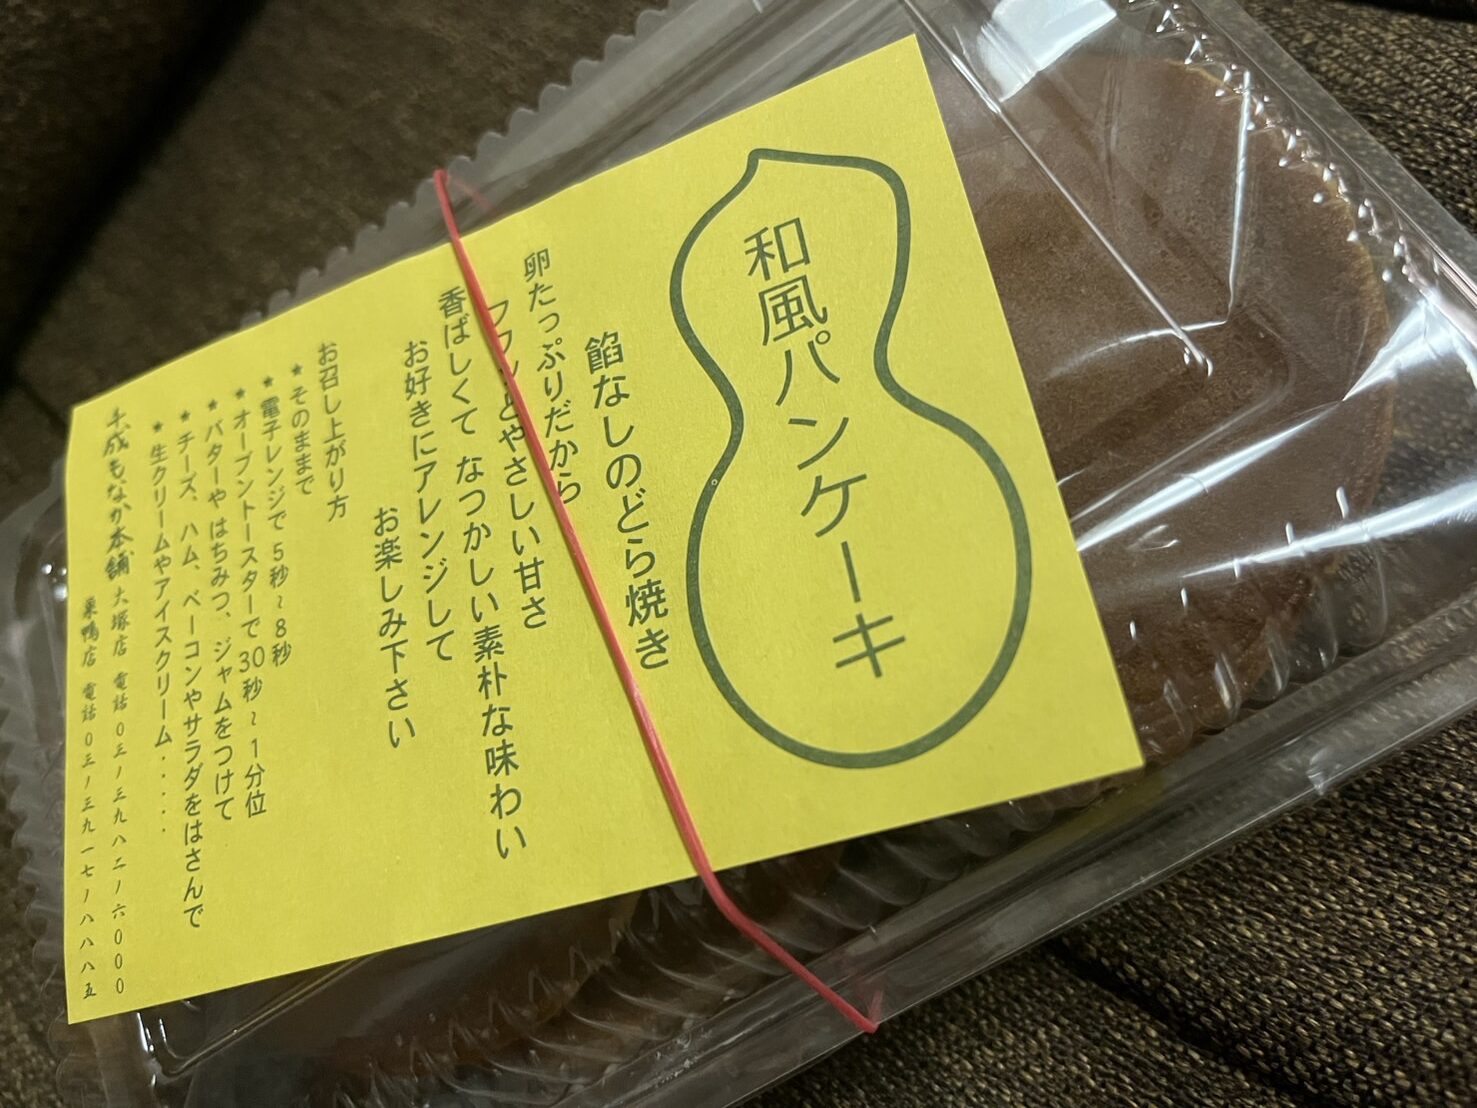 和風パンケーキ
餡なしのどら焼き
卵たっぷりだから
フワッとやさしい甘さ
香ばしくて なつかしい素朴な味わい
お好きにアレンジして
お楽しみ下さい
お召し上がり方
★そのままで
★電子レンジで 5秒~8秒
★オーブントースターで30秒~1分位
★バターやはちみつ、ジャムをつけて
★チーズ、ハム、ベーコンやサラダをはさんで
★生クリームやアイスクリーム・・・・・
千成もなか本舗 大塚店 電話 〇三ノ三九八二ノ六〇〇〇
巣鴨店 電話 〇三ノ三九一七ノ八八八五